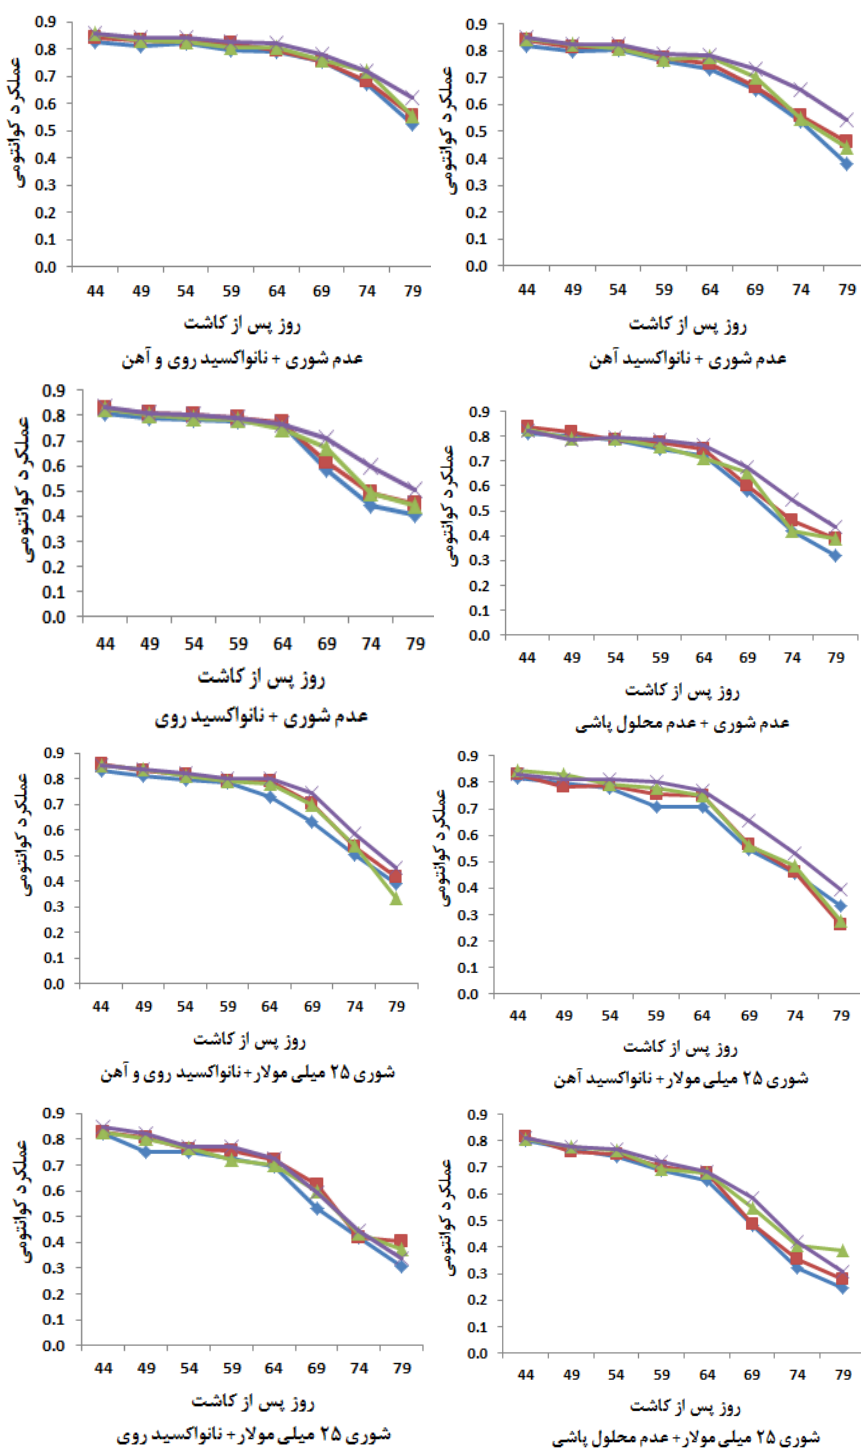 عملکرد کوانتومی
0.9
0.8
0.7
0.6
0.5
0.4
0.3
0.2
0.1
0.0
44 49 54 59 64 69 74 79
روز پس از کاشت
عدم شوری + نانواکسید روی و آهن
عملکرد کوانتومی
0.9
0.8
0.7
0.6
0.5
0.4
0.3
0.2
0.1
0.0
44 49 54 59 64 69 74 79
روز پس از کاشت
عدم شوری + نانواکسید آهن
عملکرد کوانتومی
0.9
0.8
0.7
0.6
0.5
0.4
0.3
0.2
0.1
0.0
44 49 54 59 64 69 74 79
روز پس از کاشت
عدم شوری + نانواکسید روی
عملکرد کوانتومی
0.9
0.8
0.7
0.6
0.5
0.4
0.3
0.2
0.1
0.0
44 49 54 59 64 69 74 79
روز پس از کاشت
عدم شوری + عدم محلول پاشی
عملکرد کوانتومی
0.9
0.8
0.7
0.6
0.5
0.4
0.3
0.2
0.1
0.0
44 49 54 59 64 69 74 79
روز پس از کاشت
شوری ۲۵ میلی مولار+ نانواکسید روی و آهن
عملکرد کوانتومی
0.9
0.8
0.7
0.6
0.5
0.4
0.3
0.2
0.1
0.0
44 49 54 59 64 69 74 79
روز پس از کاشت
شوری ۲۵ میلی مولار+ نانواکسید آهن
عملکرد کوانتومی
0.9
0.8
0.7
0.6
0.5
0.4
0.3
0.2
0.1
0.0
44 49 54 59 64 69 74 79
روز پس از کاشت
شوری ۲۵ میلی مولار+ نانواکسید روی
عملکرد کوانتومی
0.9
0.8
0.7
0.6
0.5
0.4
0.3
0.2
0.1
0.0
44 49 54 59 64 69 74 79
روز پس از کاشت
شوری ۲۵ میلی مولار+ عدم محلول پاشی